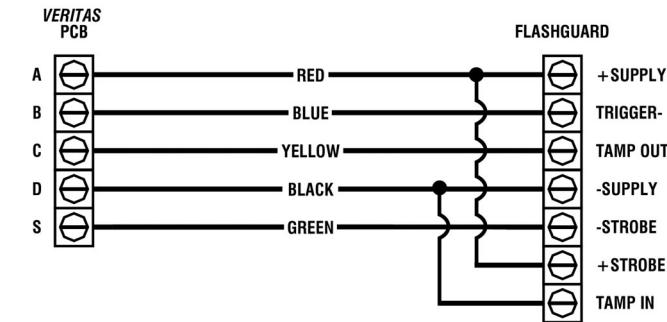 VERITAS
PCB
FLASHGUARD
A RED +SUPPLY
B BLUE TRIGGER-
C YELLOW TAMP OUT
D BLACK -SUPPLY
S GREEN -STROBE
+STROBE
TAMP IN